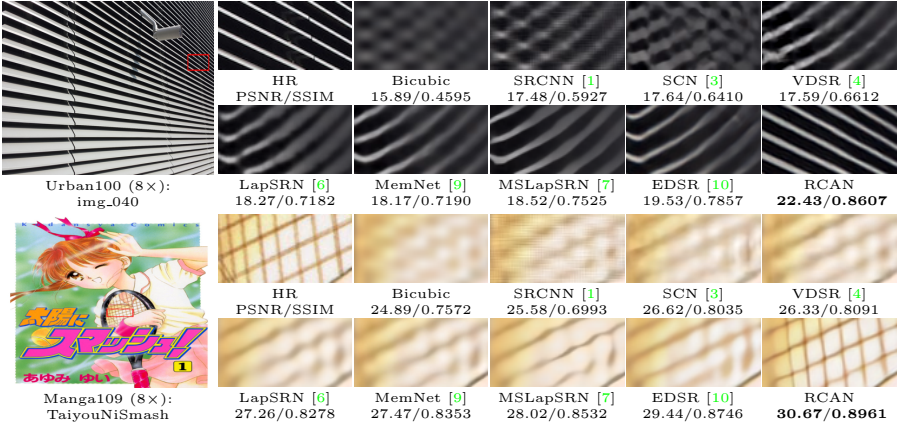 HR
PSNR/SSIM
Bicubic
15.89/0.4595
SRCNN [1]
17.48/0.5927
SCN [3]
17.64/0.6410
VDSR [4]
17.59/0.6612
Urban100 (8×):
img_040
LapSRN [6]
18.27/0.7182
MemNet [9]
18.17/0.7190
MSLapSRN [7]
18.52/0.7525
EDSR [10]
19.53/0.7857
RCAN
22.43/0.8607
Kodansha Comics
太陽に
スマッシュ!
1
あゆみ ゆい
HR
PSNR/SSIM
Bicubic
24.89/0.7572
SRCNN [1]
25.58/0.6993
SCN [3]
26.62/0.8035
VDSR [4]
26.33/0.8091
Manga109 (8×):
TaiyouNiSmash
LapSRN [6]
27.26/0.8278
MemNet [9]
27.47/0.8353
MSLapSRN [7]
28.02/0.8532
EDSR [10]
29.44/0.8746
RCAN
30.67/0.8961